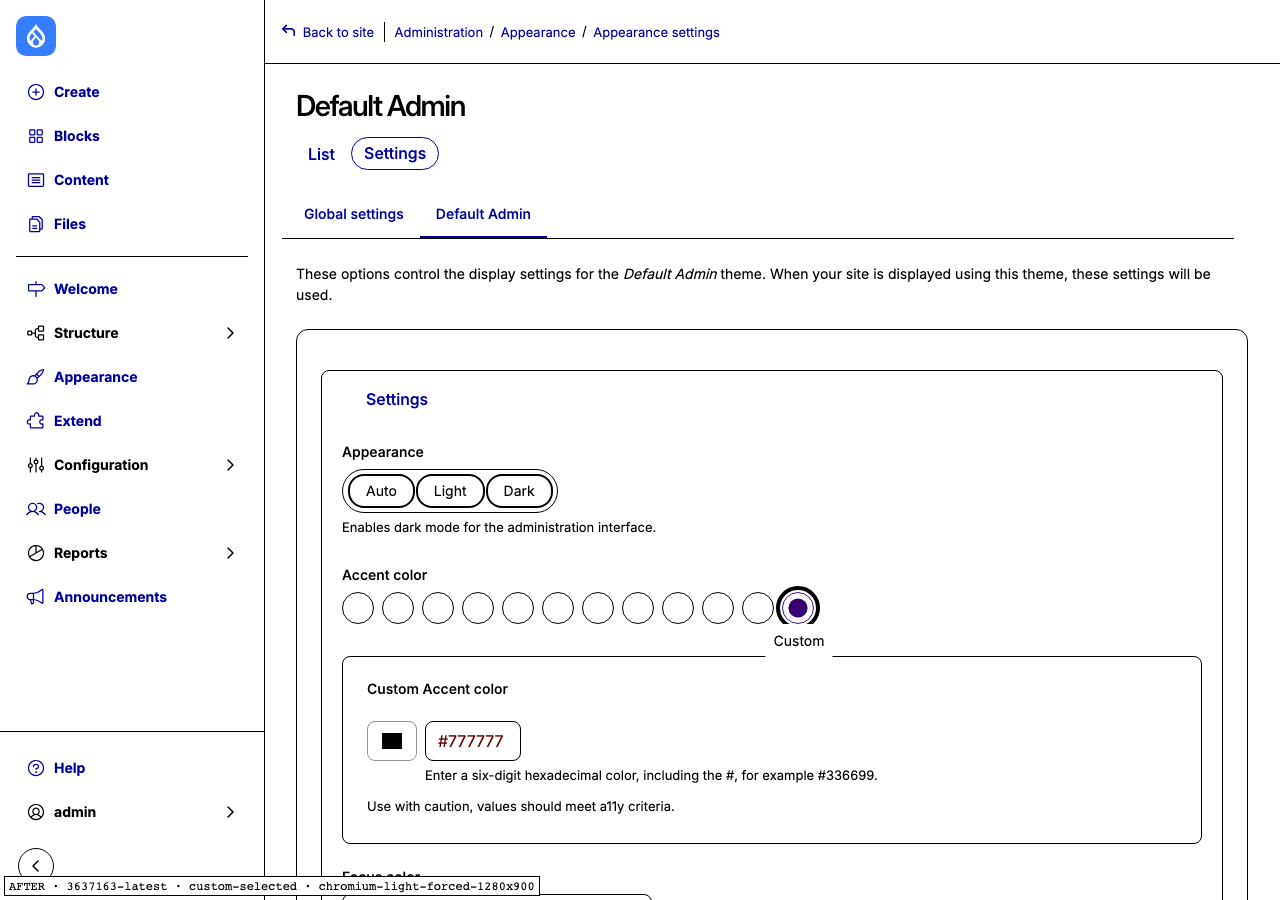 Back to site
Administration / Appearance / Appearance settings
Create
Blocks
Content
Files
Welcome
Structure
Appearance
Extend
Configuration
People
Reports
Announcements
Help
admin
Default Admin
List
Settings
Global settings
Default Admin
These options control the display settings for the Default Admin theme. When your site is displayed using this theme, these settings will be
used.
Settings
Appearance
Auto
Light
Dark
Enables dark mode for the administration interface.
Accent color
Custom
Custom Accent color
#777777
Enter a six-digit hexadecimal color, including the #, for example #336699.
Use with caution, values should meet a11y criteria.
Focus color
AFTER · 3637163-latest · custom-selected · chromium-light-forced-1280x900